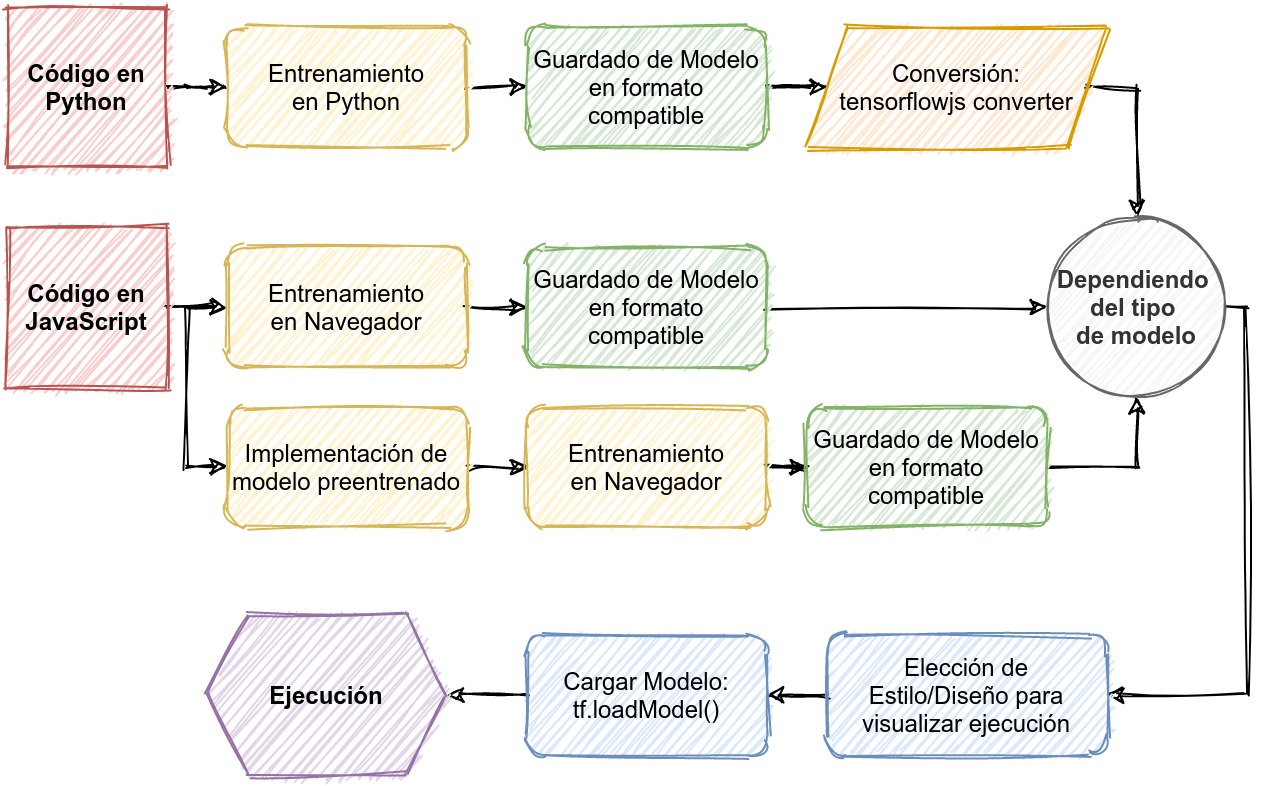 Código en
Python
Entrenamiento
en Python
Guardado de Modelo
en formato
compatible
Conversión:
tensorflowjs converter
Código en
JavaScript
Entrenamiento
en Navegador
Guardado de Modelo
en formato
compatible
Dependiendo
del tipo
de modelo
Implementación de
modelo preentrenado
Entrenamiento
en Navegador
Guardado de Modelo
en formato
compatible
Ejecución
Cargar Modelo:
tf.loadModel()
Elección de
Estilo/Diseño para
visualizar ejecución